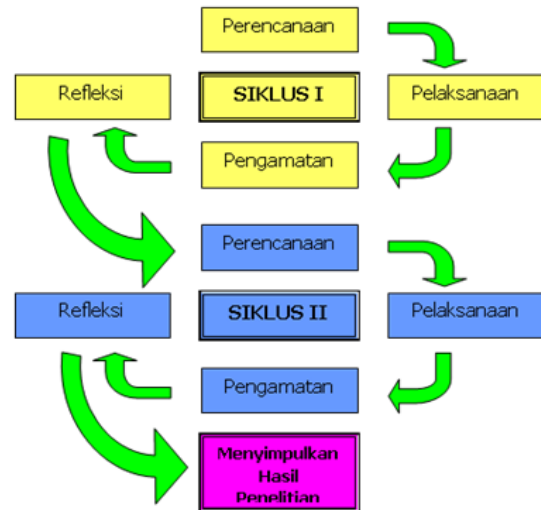 Perencanaan
Refleksi
SIKLUS I
Pelaksanaan
Pengamatan
Perencanaan
Refleksi
SIKLUS II
Pelaksanaan
Pengamatan
Menyimpulkan
Hasil
Penelitian